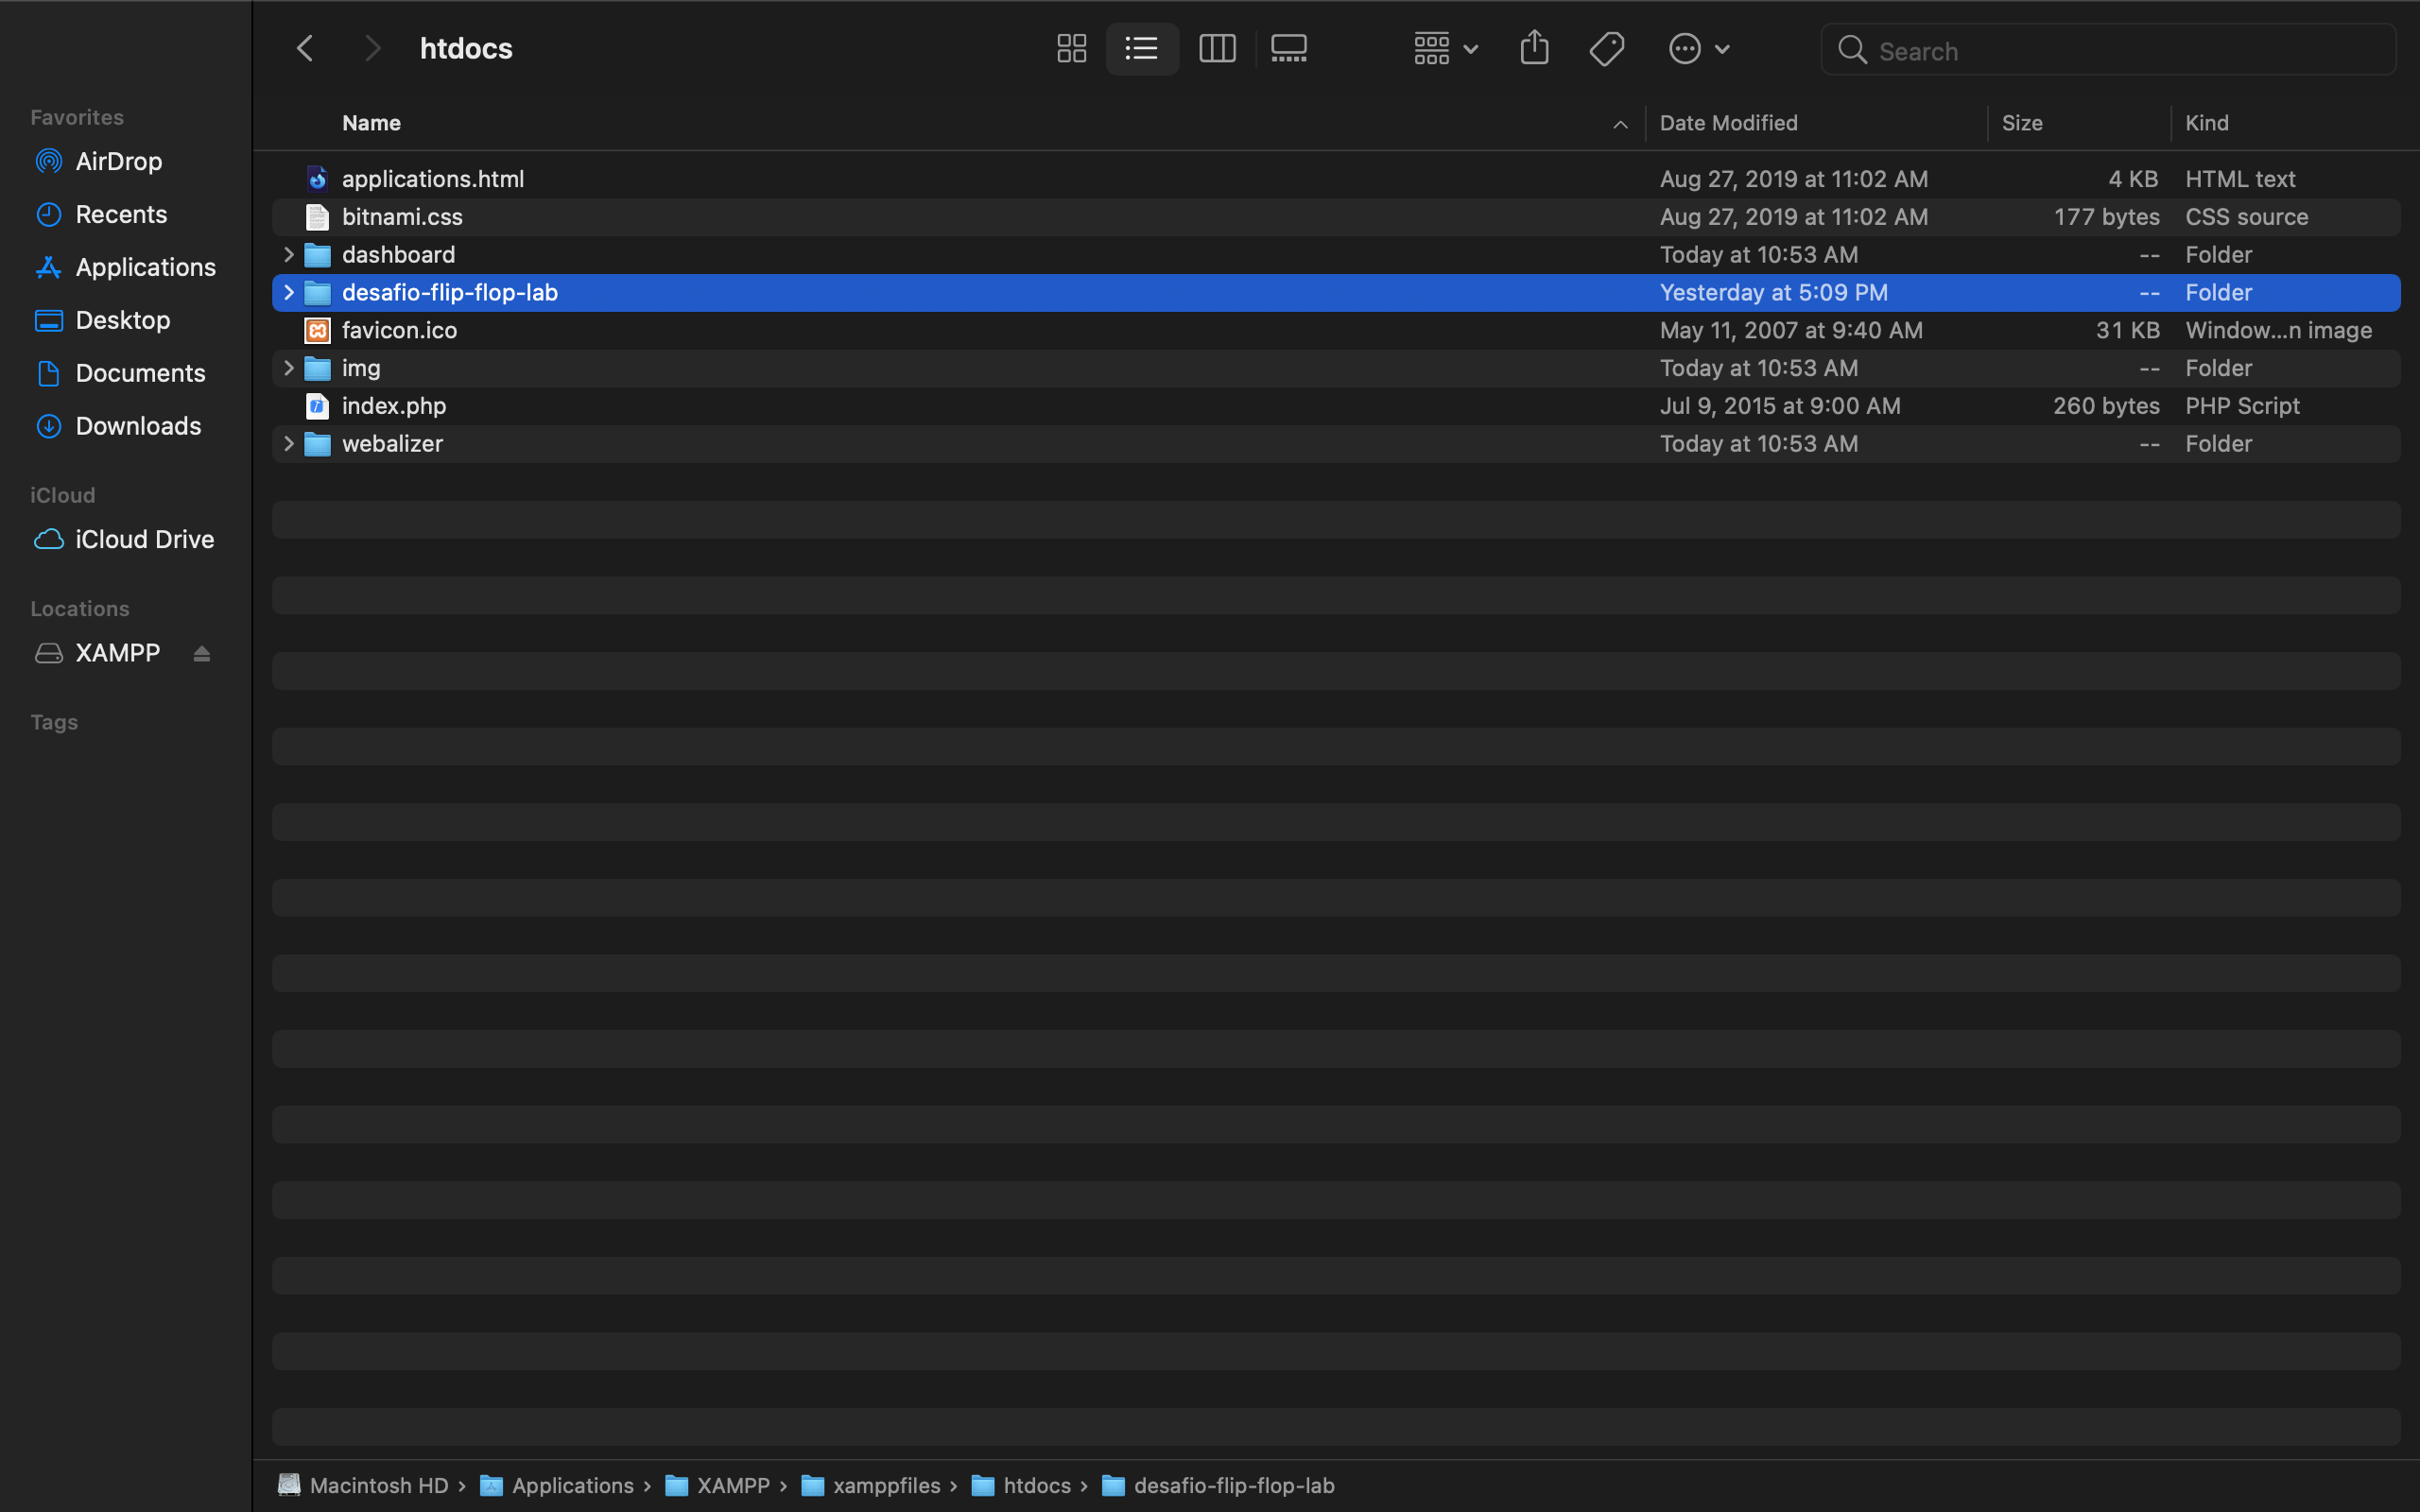 htdocs
Search
Favorites
AirDrop
Recents
Applications
Desktop
Documents
Downloads
iCloud
iCloud Drive
Locations
XAMPP
Tags
Name Date Modified Size Kind
applications.html Aug 27, 2019 at 11:02 AM 4 KB HTML text
bitnami.css Aug 27, 2019 at 11:02 AM 177 bytes CSS source
dashboard Today at 10:53 AM -- Folder
desafio-flip-flop-lab Yesterday at 5:09 PM -- Folder
favicon.ico May 11, 2007 at 9:40 AM 31 KB Window...n image
img Today at 10:53 AM -- Folder
index.php Jul 9, 2015 at 9:00 AM 260 bytes PHP Script
webalizer Today at 10:53 AM -- Folder
Macintosh HD › Applications › XAMPP › xamppfiles › htdocs › desafio-flip-flop-lab